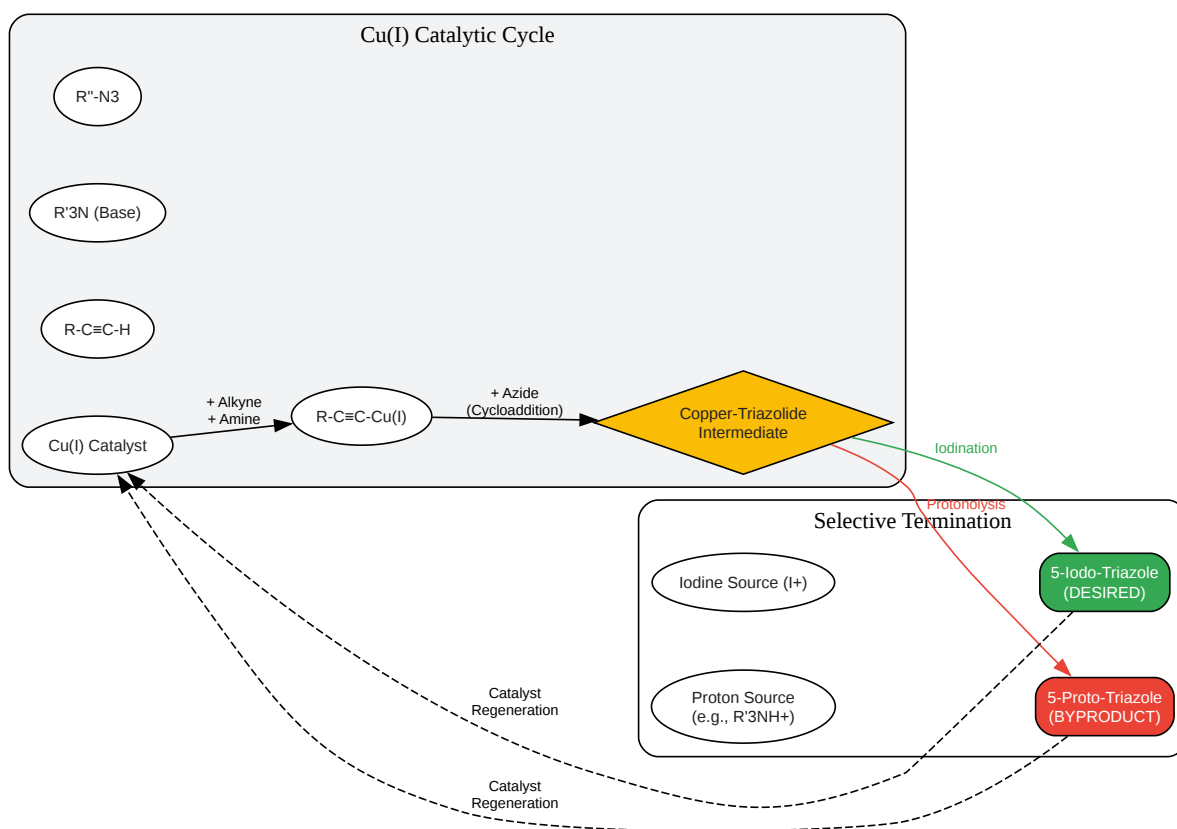 Cu(I) Catalytic Cycle
R"-N3
R'3N (Base)
R-C≡C-H
Cu(I) Catalyst
+ Alkyne
+ Amine
R-C≡C-Cu(I)
+ Azide
(Cycloaddition)
Copper-Triazolide
Intermediate
Iodination
Protonolysis
Selective Termination
Iodine Source (I+)
5-Iodo-Triazole
(DESIRED)
Proton Source
(e.g., R'3NH+)
5-Proto-Triazole
(BYPRODUCT)
Catalyst
Regeneration
Catalyst
Regeneration